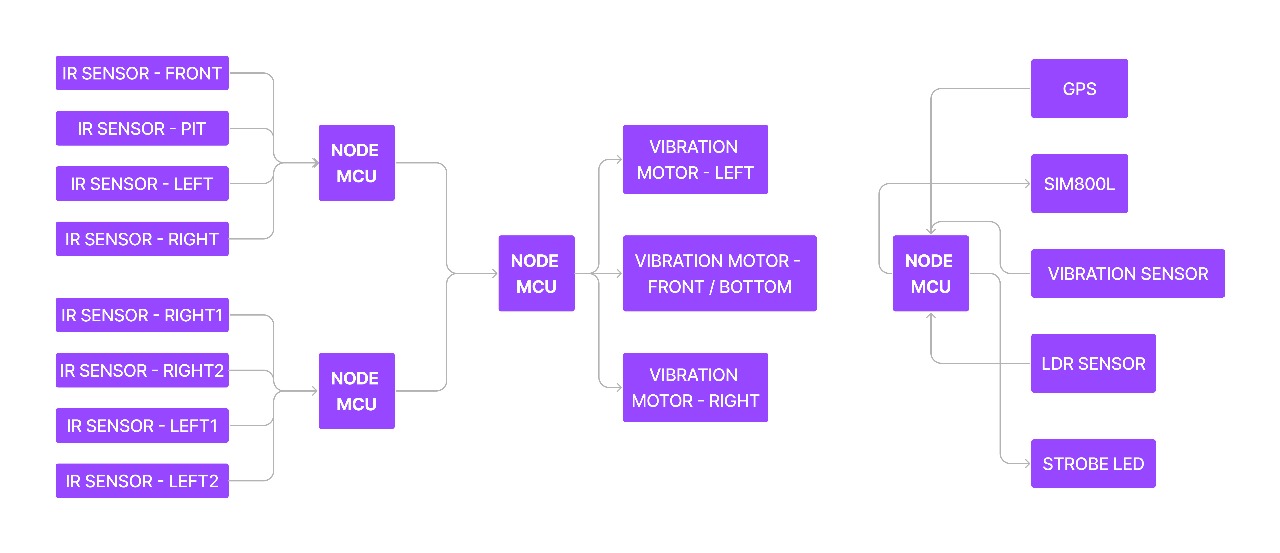 IR SENSOR - FRONT
IR SENSOR - PIT
IR SENSOR - LEFT
IR SENSOR - RIGHT
IR SENSOR - RIGHT1
IR SENSOR - RIGHT2
IR SENSOR - LEFT1
IR SENSOR - LEFT2
NODE
MCU
NODE
MCU
NODE
MCU
VIBRATION
MOTOR - LEFT
VIBRATION MOTOR -
FRONT / BOTTOM
VIBRATION
MOTOR - RIGHT
NODE
MCU
GPS
SIM800L
VIBRATION SENSOR
LDR SENSOR
STROBE LED